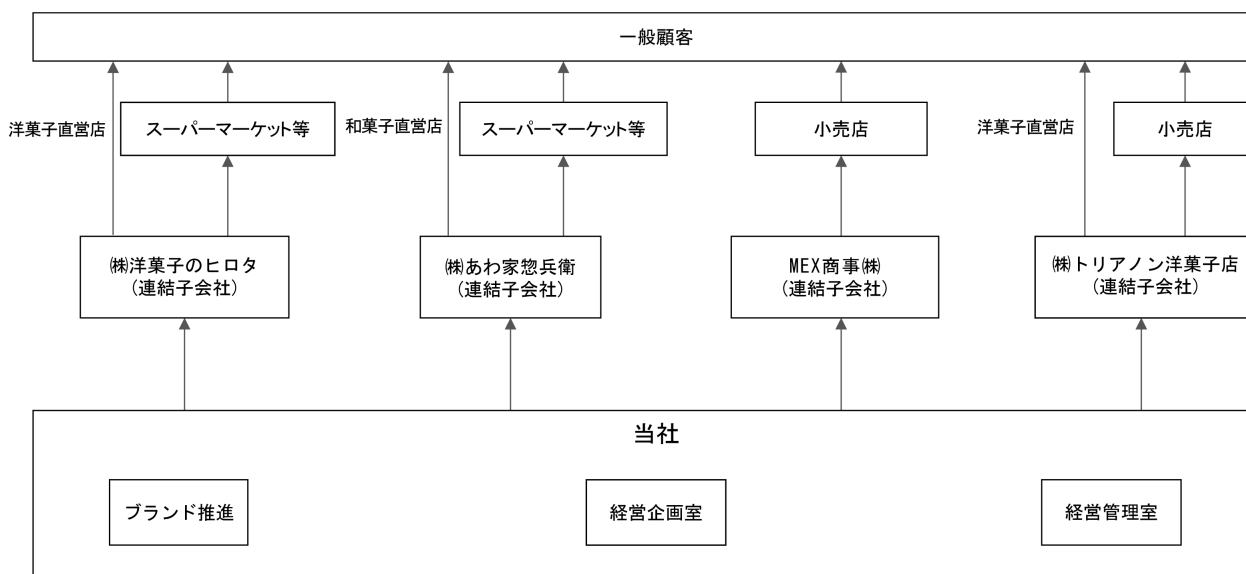 一般顧客
洋菓子直営店
スーパーマーケット等
和菓子直営店
スーパーマーケット等
小売店
洋菓子直営店
小売店
㈱洋菓子のヒロタ
(連結子会社)
㈱あわ家惣兵衛
(連結子会社)
MEX商事㈱
(連結子会社)
㈱トリアノン洋菓子店
(連結子会社)
当社
ブランド推進
経営企画室
経営管理室